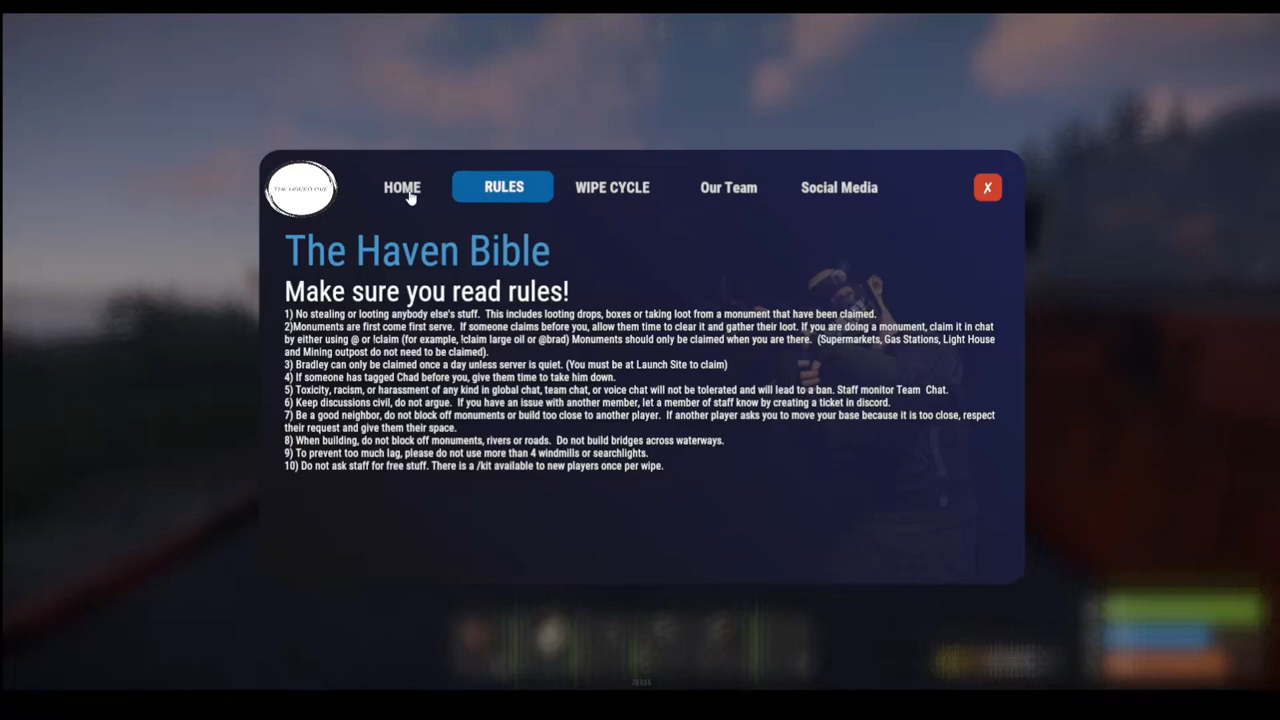 THE HAVEN PVE
HOME
RULES
WIPE CYCLE
Our Team
Social Media
X
The Haven Bible
Make sure you read rules!
1) No stealing or looting anybody else's stuff. This includes looting drops, boxes or taking loot from a monument that have been claimed.
2)Monuments are first come first serve. If someone claims before you, allow them time to clear it and gather their loot. If you are doing a monument, claim it in chat
by either using @ or !claim (for example, !claim large oil or @brad) Monuments should only be claimed when you are there. (Supermarkets, Gas Stations, Light House
and Mining outpost do not need to be claimed).
3) Bradley can only be claimed once a day unless server is quiet. (You must be at Launch Site to claim)
4) If someone has tagged Chad before you, give them time to take him down.
5) Toxicity, racism, or harassment of any kind in global chat, team chat, or voice chat will not be tolerated and will lead to a ban. Staff monitor Team Chat.
6) Keep discussions civil, do not argue. If you have an issue with another member, let a member of staff know by creating a ticket in discord.
7) Be a good neighbor, do not block off monuments or build too close to another player. If another player asks you to move your base because it is too close, respect
their request and give them their space.
8) When building, do not block off monuments, rivers or roads. Do not build bridges across waterways.
9) To prevent too much lag, please do not use more than 4 windmills or searchlights.
10) Do not ask staff for free stuff. There is a /kit available to new players once per wipe.